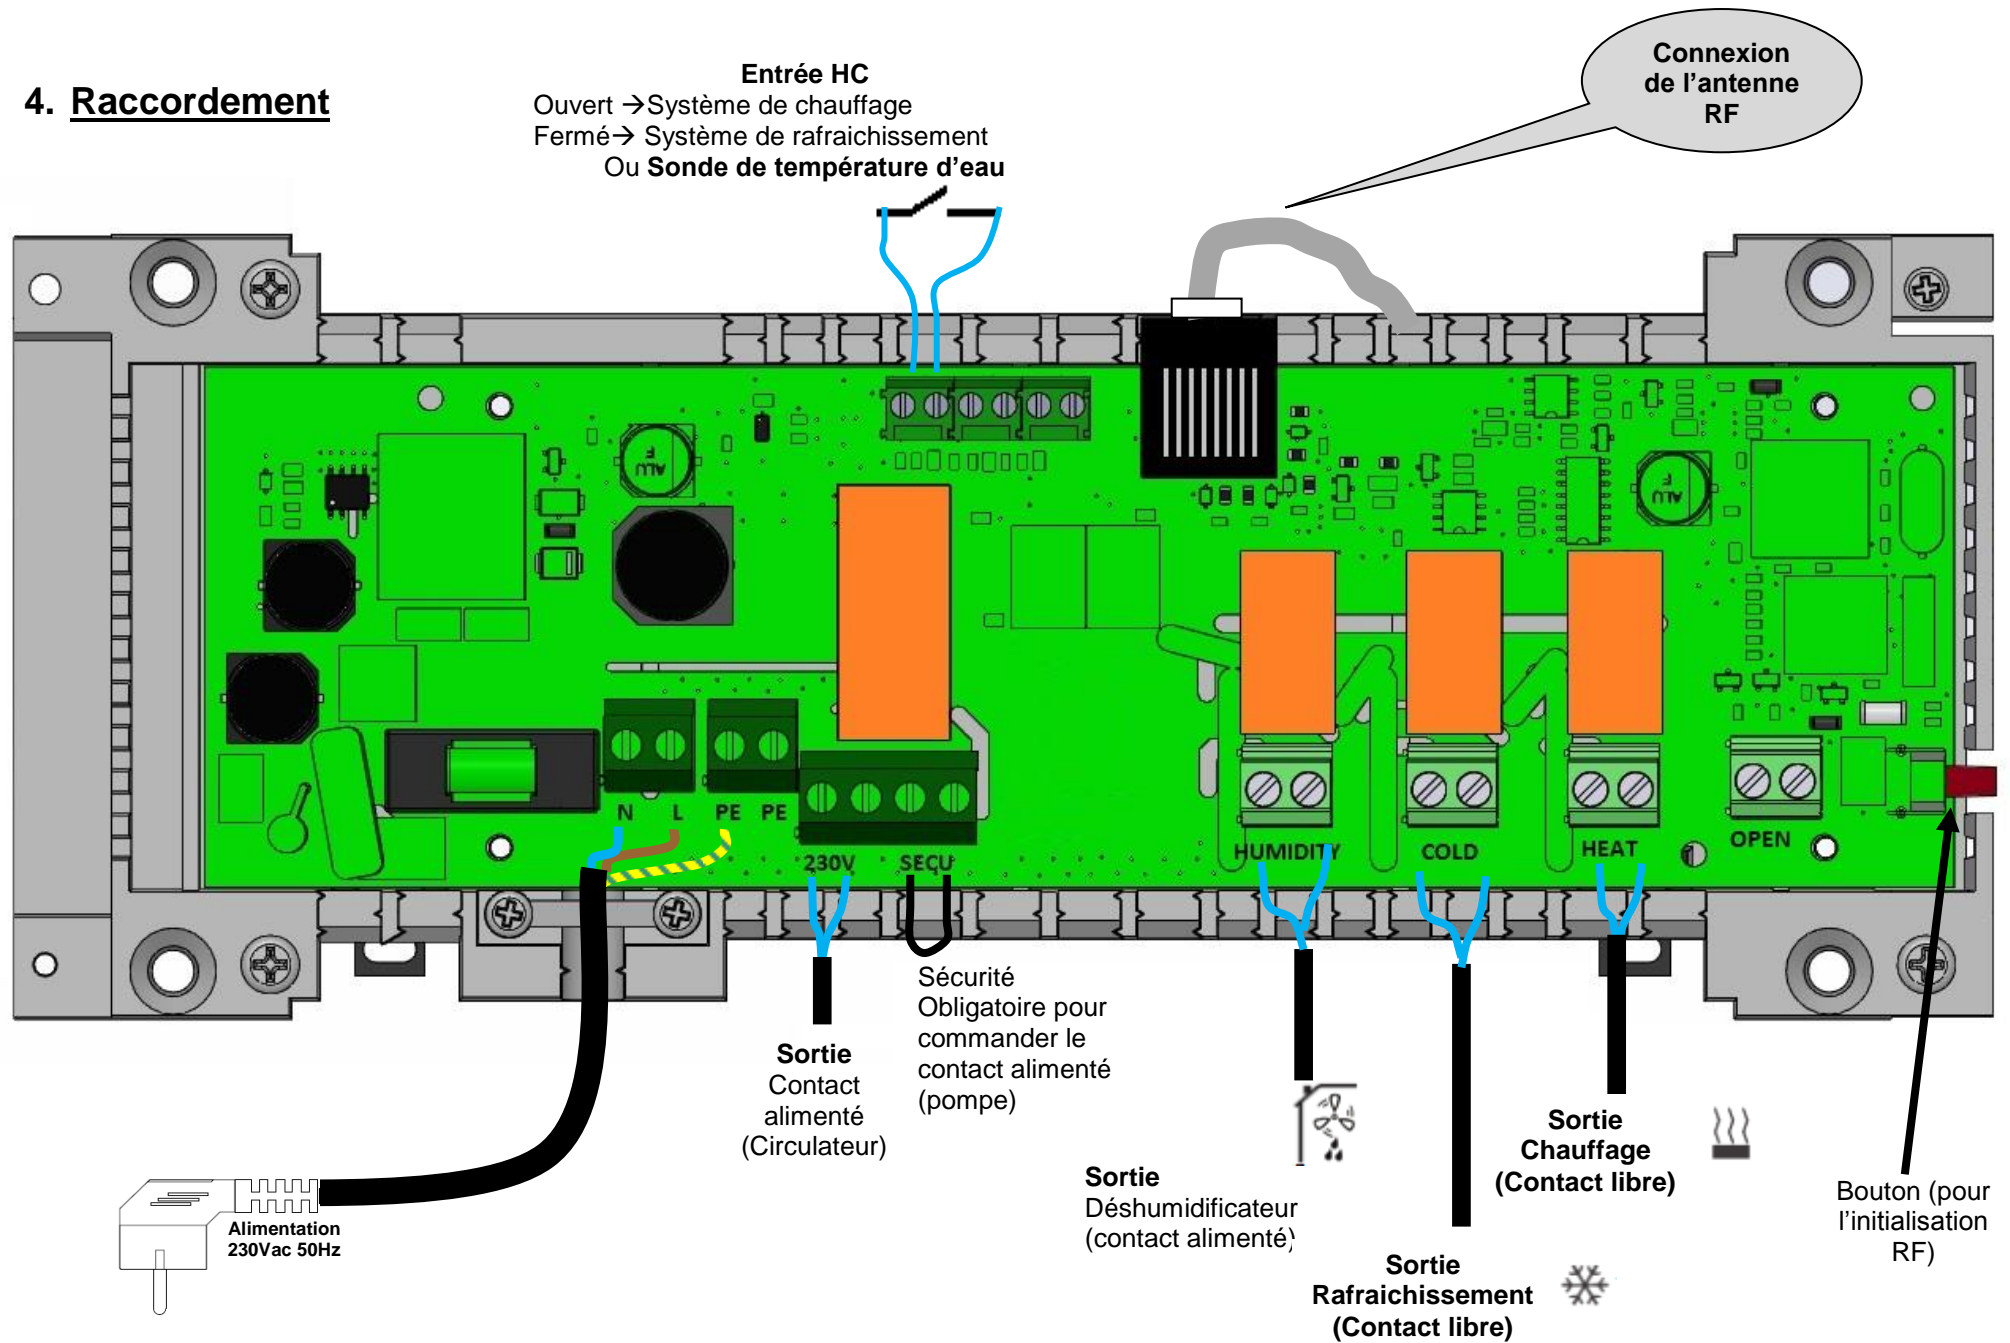 4. Raccordement
Entrée HC
Ouvert →Système de chauffage
Fermé→ Système de rafraichissement
Ou Sonde de température d'eau
Connexion
de l'antenne
RF
ALU
F
ALU
F
N L PE PE
230V SECU
HUMIDITY
COLD
HEAT
OPEN
Sécurité
Obligatoire pour
commander le
contact alimenté
(pompe)
Sortie
Contact
alimenté
(Circulateur)
Alimentation
230Vac 50Hz
Sortie
Déshumidificateur
(contact alimenté)
Sortie
Rafraichissement
(Contact libre)
Sortie
Chauffage
(Contact libre)
Bouton (pour
l'initialisation
RF)